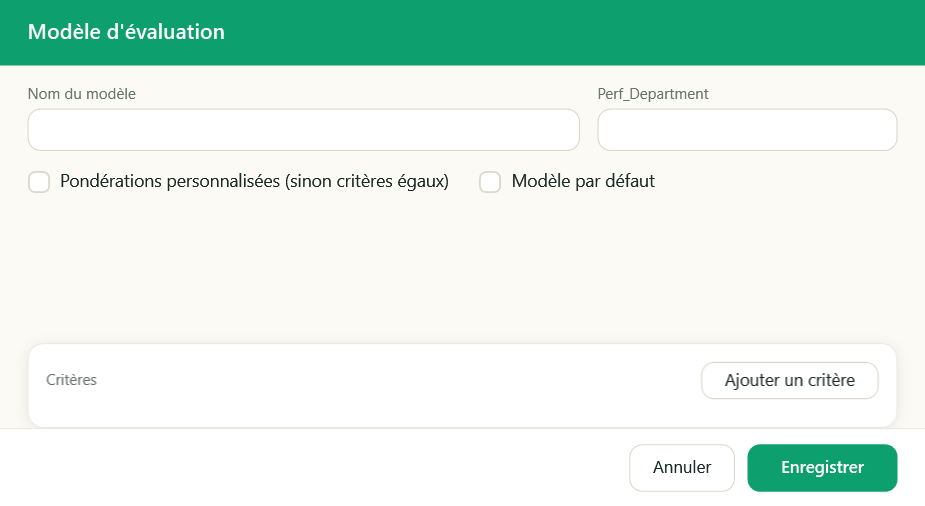 Modèle d'évaluation
Nom du modèle
Perf_Department
Pondérations personnalisées (sinon critères égaux)
Modèle par défaut
Critères
Ajouter un critère
Annuler
Enregistrer